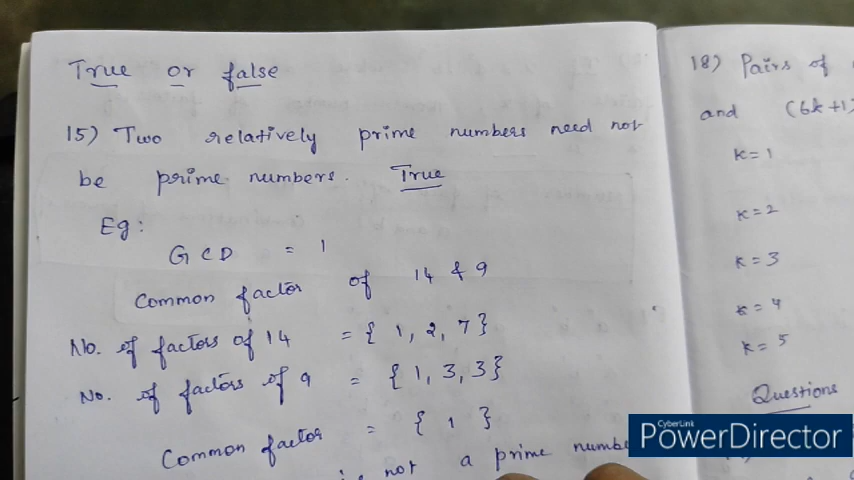 True or false
15) Two relatively prime numbers need not
be prime numbers. True
Eg:
GCD = 1
Common factor of 14 & 9
No. of factors of 14 = { 1, 2, 7 }
No. of factors of 9 = { 1, 3, 3 }
Common factor = { 1 }
not a prime
18) Pairs of
and (6k+1)
K = 1
K = 2
K = 3
K = 4
K = 5
Questions
CyberLink
PowerDirector